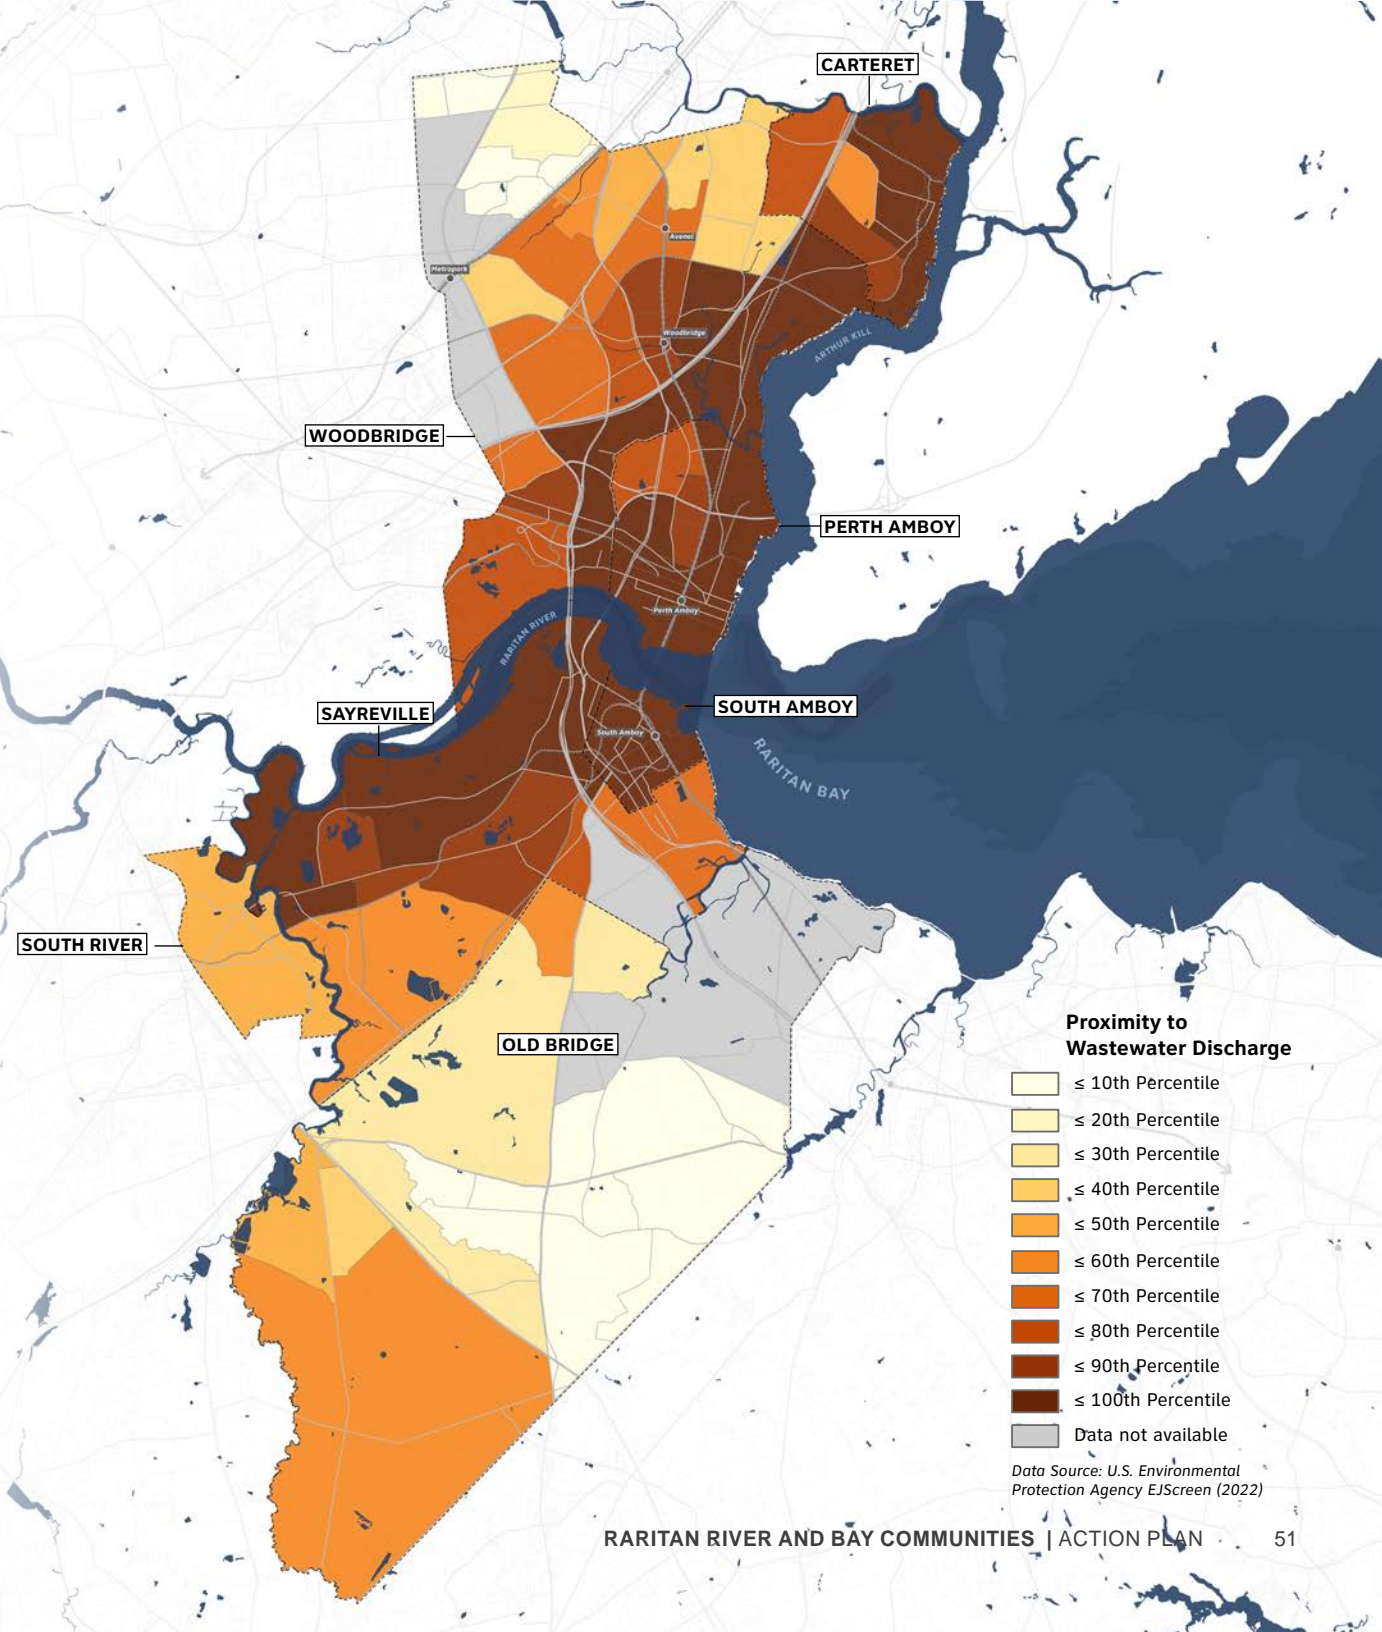 CARTERET
Avenel
Metropark
Woodbridge
ARTHUR KILL
WOODBRIDGE
PERTH AMBOY
Perth Amboy
RARITAN RIVER
SAYREVILLE
SOUTH AMBOY
South Amboy
RARITAN BAY
SOUTH RIVER
OLD BRIDGE
Proximity to
Wastewater Discharge
≤ 10th Percentile
≤ 20th Percentile
≤ 30th Percentile
≤ 40th Percentile
≤ 50th Percentile
≤ 60th Percentile
≤ 70th Percentile
≤ 80th Percentile
≤ 90th Percentile
≤ 100th Percentile
Data not available
Data Source: U.S. Environmental
Protection Agency EJScreen (2022)
RARITAN RIVER AND BAY COMMUNITIES | ACTION PLAN 51